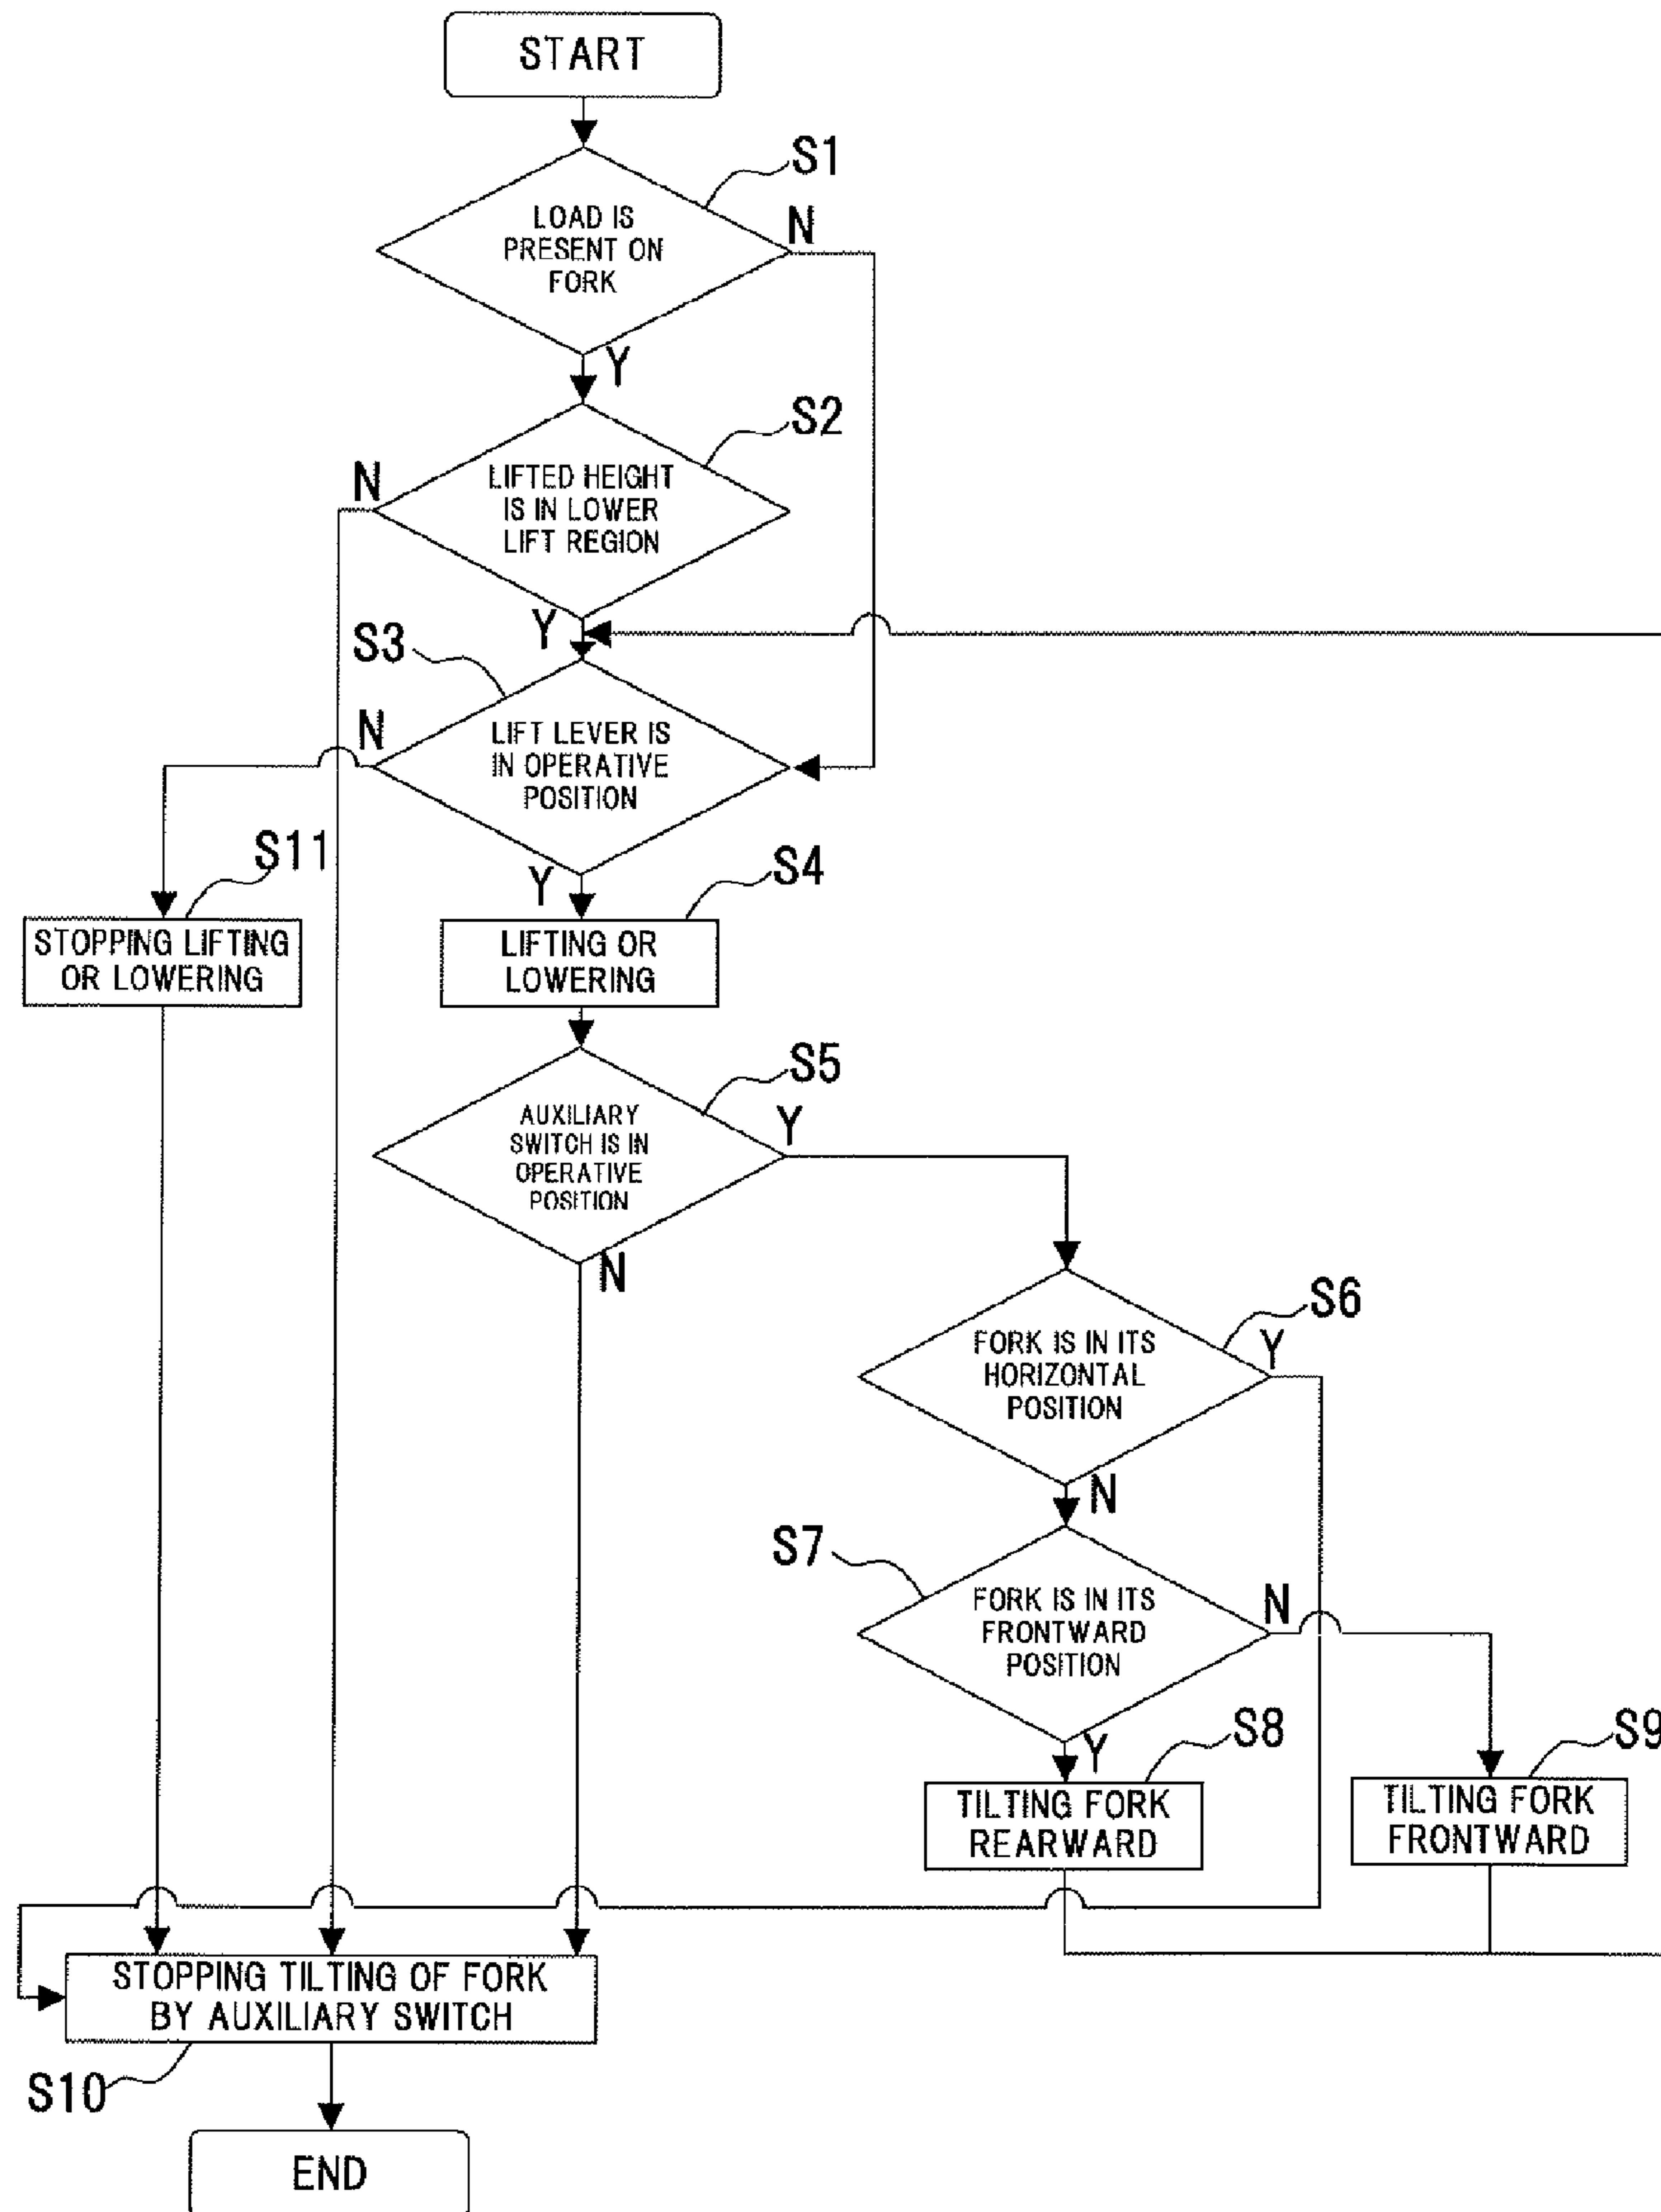 START
S1
LOAD IS
PRESENT ON
FORK
N
Y
S2
N
LIFTED HEIGHT
IS IN LOWER
LIFT REGION
Y
S3
N
LIFT LEVER IS
IN OPERATIVE
POSITION
S11
Y
S4
STOPPING LIFTING
OR LOWERING
LIFTING OR
LOWERING
S5
AUXILIARY
SWITCH IS IN
OPERATIVE
POSITION
Y
N
S6
FORK IS IN ITS
HORIZONTAL
POSITION
Y
N
S7
FORK IS IN ITS
FRONTWARD
POSITION
N
Y
S8
S9
TILTING FORK
REARWARD
TILTING FORK
FRONTWARD
STOPPING TILTING OF FORK
BY AUXILIARY SWITCH
S10
END